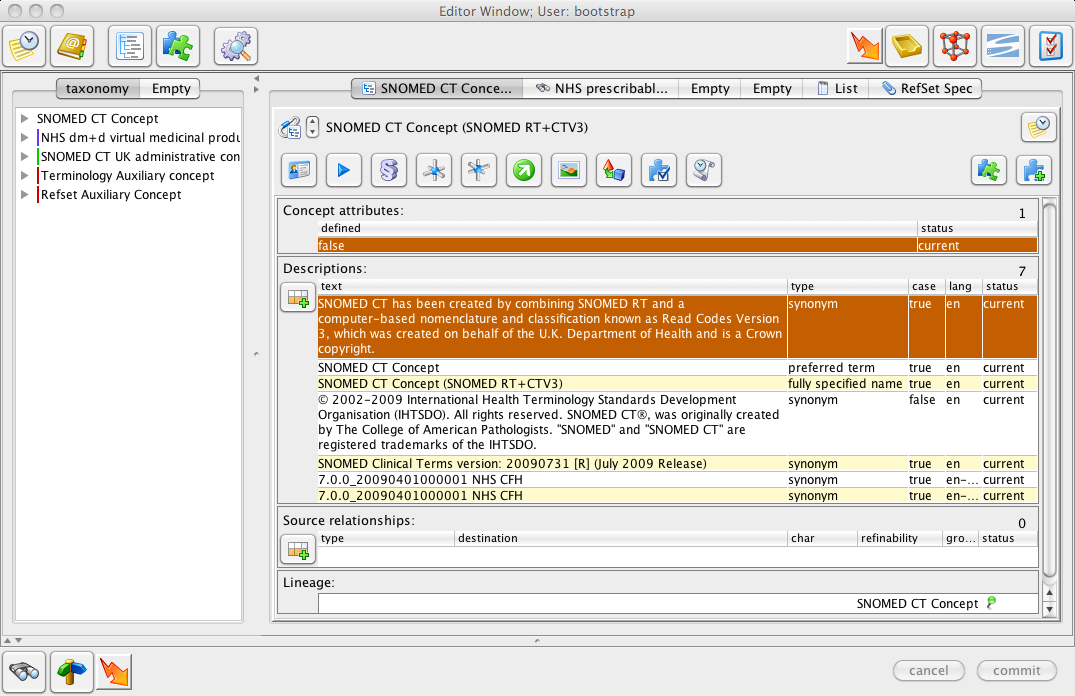 Editor Window; User: bootstrap
taxonomy Empty
SNOMED CT Conce... NHS prescribabl... Empty Empty List RefSet Spec
SNOMED CT Concept
NHS dm+d virtual medicinal produ
SNOMED CT UK administrative con
Terminology Auxiliary concept
Refset Auxiliary Concept
SNOMED CT Concept (SNOMED RT+CTV3)
Concept attributes: 1
defined status
false current
Descriptions: 7
text type case lang status
SNOMED CT has been created by combining SNOMED RT and a synonym true en current
computer-based nomenclature and classification known as Read Codes Version
3, which was created on behalf of the U.K. Department of Health and is a Crown
copyright.
SNOMED CT Concept preferred term true en current
SNOMED CT Concept (SNOMED RT+CTV3) fully specified name true en current
© 2002-2009 International Health Terminology Standards Development synonym false en current
Organisation (IHTSDO). All rights reserved. SNOMED CT®, was originally created
by The College of American Pathologists. "SNOMED" and "SNOMED CT" are
registered trademarks of the IHTSDO.
SNOMED Clinical Terms version: 20090731 [R] (July 2009 Release) synonym true en current
7.0.0_20090401000001 NHS CFH synonym true en-... current
7.0.0_20090401000001 NHS CFH synonym true en-... current
Source relationships: 0
type destination char refinability gro... status
Lineage:
SNOMED CT Concept
cancel commit